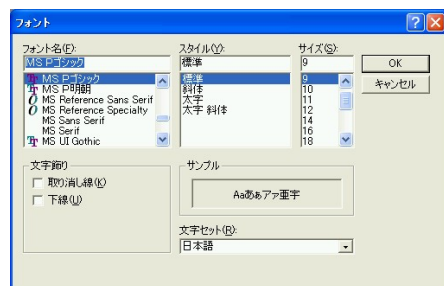 フォント
フォント名(F):
スタイル(Y):
サイズ(S):
MS Pゴシック
標準
9
OK
キャンセル
MS Pゴシック
MS P明朝
MS Reference Sans Serif
MS Reference Specialty
MS Sans Serif
MS Serif
MS UI Gothic
標準
斜体
太字
太字 斜体
9
10
11
12
14
16
18
文字飾り
取り消し線(K)
下線(U)
サンプル
Aaあぁアァ亜宇
文字セット(R):
日本語